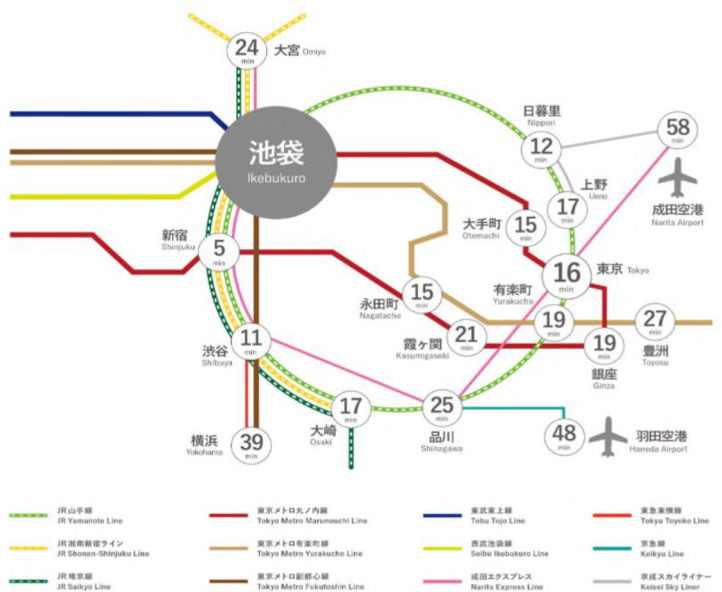 24
min
大宮 Omiya
池袋
Ikebukuro
日暮里
Nippori
12
min
58
min
成田空港
Narita Airport
上野
Ueno
17
min
大手町
Otemachi
15
min
新宿
Shinjuku
5
min
16
min
東京 Tokyo
有楽町
Yurakucho
19
min
永田町
Nagatacho
15
min
霞ヶ関
Kasumigaseki
21
min
27
min
豊洲
Toyosu
19
min
銀座
Ginza
渋谷
Shibuya
11
min
17
min
大崎
Osaki
25
min
品川
Shinagawa
横浜
Yokohama
39
min
48
min
羽田空港
Haneda Airport
JR山手線
JR Yamanote Line
東京メトロ丸ノ内線
Tokyo Metro Marunouchi Line
東武東上線
Tobu Tojo Line
東急東横線
Tokyu Toyoko Line
JR湘南新宿ライン
JR Shonan-Shinjuku Line
東京メトロ有楽町線
Tokyo Metro Yurakucho Line
西武池袋線
Seibu Ikebukuro Line
京急線
Keikyu Line
JR埼京線
JR Saikyo Line
東京メトロ副都心線
Tokyo Metro Fukutoshin Line
成田エクスプレス
Narita Express Line
京成スカイライナー
Keisei Sky Liner